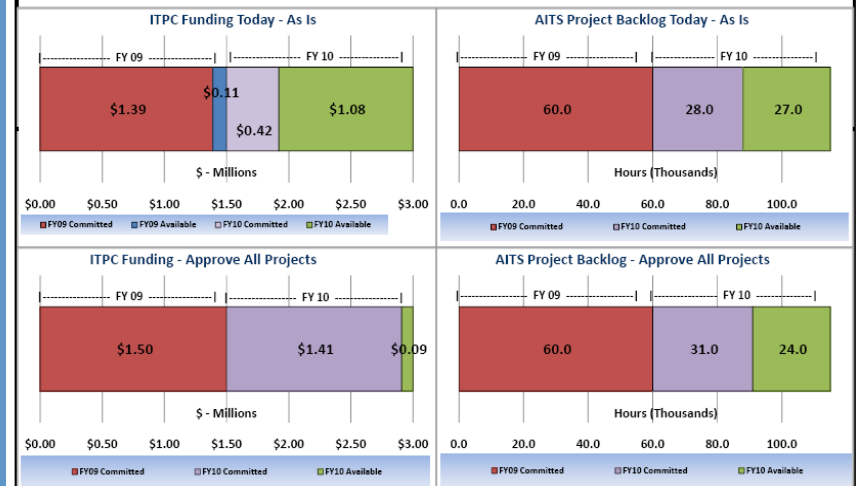 ITPC Funding Today - As Is
|---------------- FY 09 ----------------|
|---------------- FY 10 ----------------|
$1.39
$0.11
$0.42
$1.08
$ - Millions
$0.00 $0.50 $1.00 $1.50 $2.00 $2.50 $3.00
FY09 Committed FY09 Available FY10 Committed FY10 Available
AITS Project Backlog Today - As Is
|---------------- FY 09 ----------------|
|---------------- FY 10 ----------------|
60.0 28.0 27.0
Hours (Thousands)
0.0 20.0 40.0 60.0 80.0 100.0
FY09 Committed FY10 Committed FY10 Available
ITPC Funding - Approve All Projects
|---------------- FY 09 ----------------|
|---------------- FY 10 ----------------|
$1.50 $1.41 $0.09
$ - Millions
$0.00 $0.50 $1.00 $1.50 $2.00 $2.50 $3.00
FY09 Committed FY10 Committed FY10 Available
AITS Project Backlog - Approve All Projects
|---------------- FY 09 ----------------|
|---------------- FY 10 ----------------|
60.0 31.0 24.0
Hours (Thousands)
0.0 20.0 40.0 60.0 80.0 100.0
FY09 Committed FY10 Committed FY10 Available